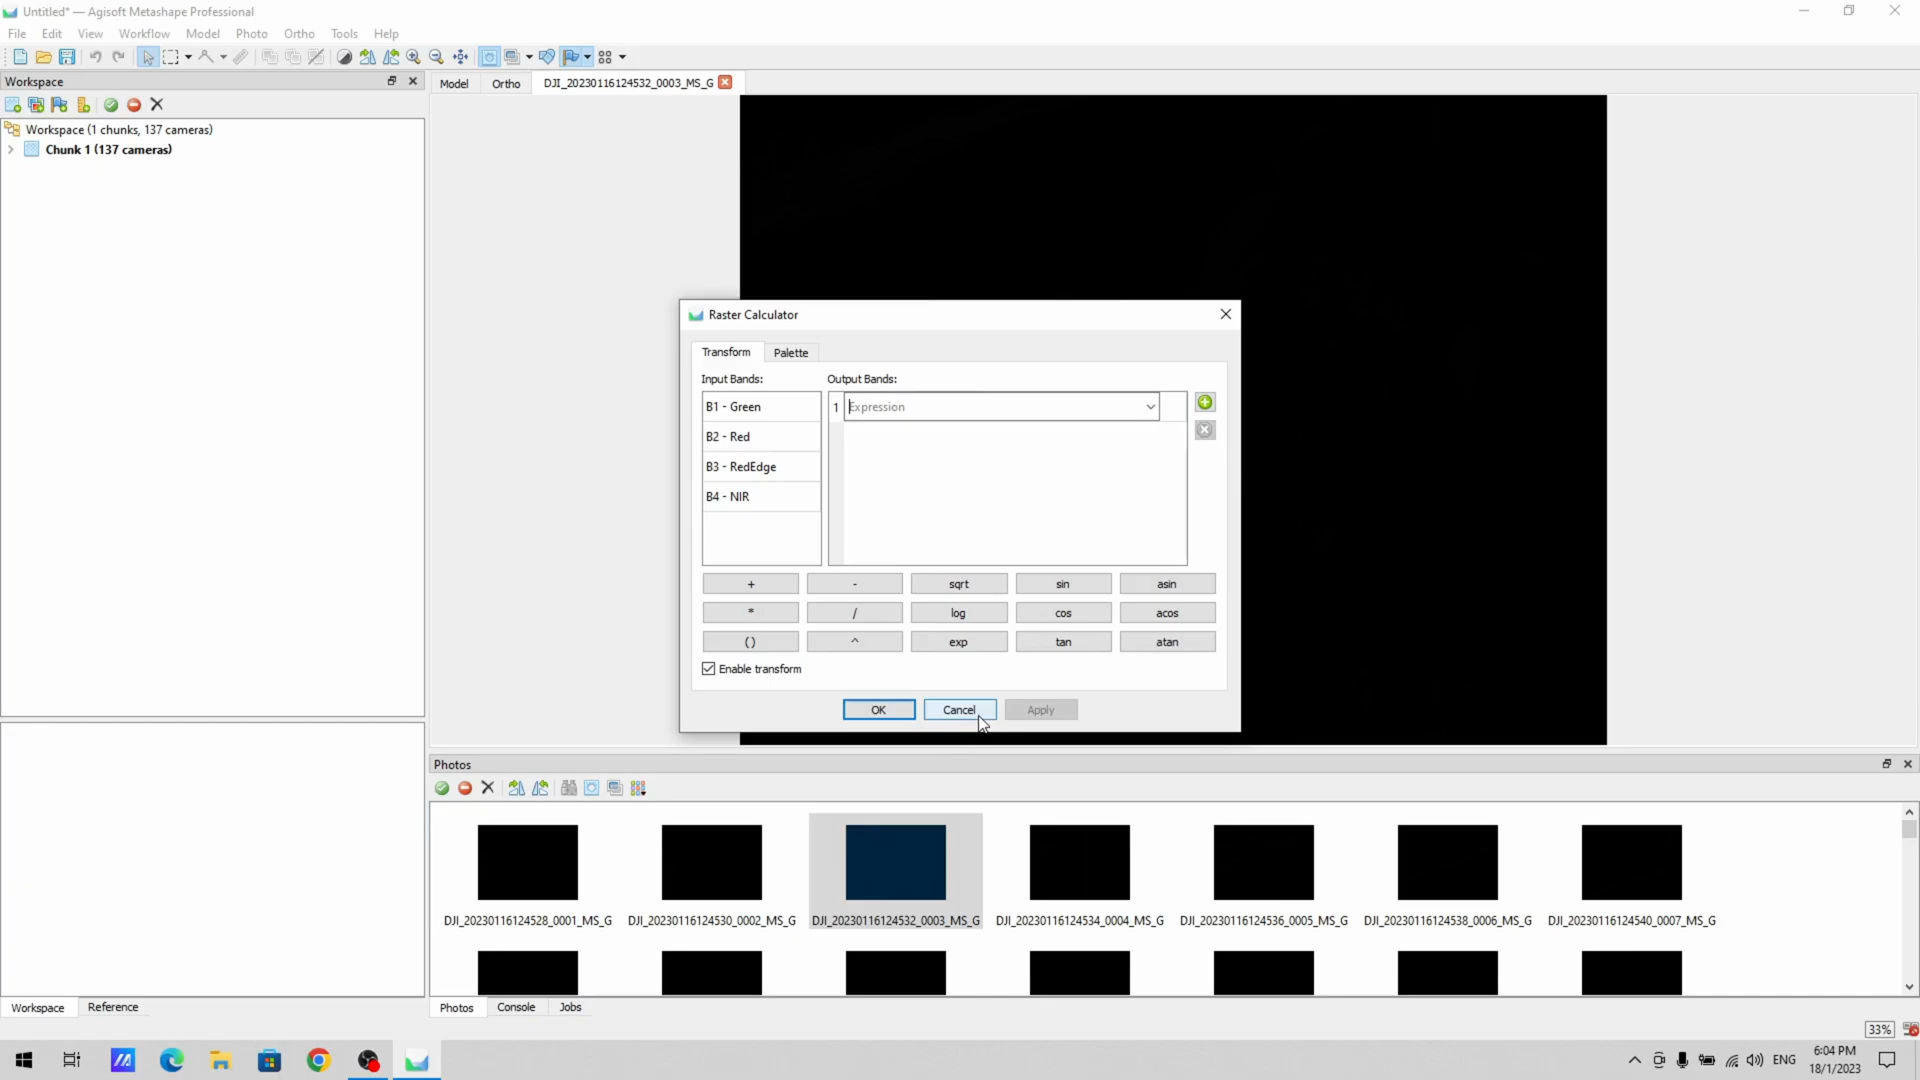 Untitled* — Agisoft Metashape Professional
File Edit View Workflow Model Photo Ortho Tools Help
Workspace
Model Ortho DJI_20230116124532_0003_MS_G
Workspace (1 chunks, 137 cameras)
Chunk 1 (137 cameras)
Raster Calculator
Transform Palette
Input Bands: Output Bands:
B1 - Green 1 Expression
B2 - Red
B3 - RedEdge
B4 - NIR
+ - sqrt sin asin
* / log cos acos
() ^ exp tan atan
Enable transform
OK Cancel Apply
Photos
DJI_20230116124528_0001_MS_G DJI_20230116124530_0002_MS_G DJI_20230116124532_0003_MS_G DJI_20230116124534_0004_MS_G DJI_20230116124536_0005_MS_G DJI_20230116124538_0006_MS_G DJI_20230116124540_0007_MS_G
Workspace Reference Photos Console Jobs
33%
ENG 6:04 PM
18/1/2023